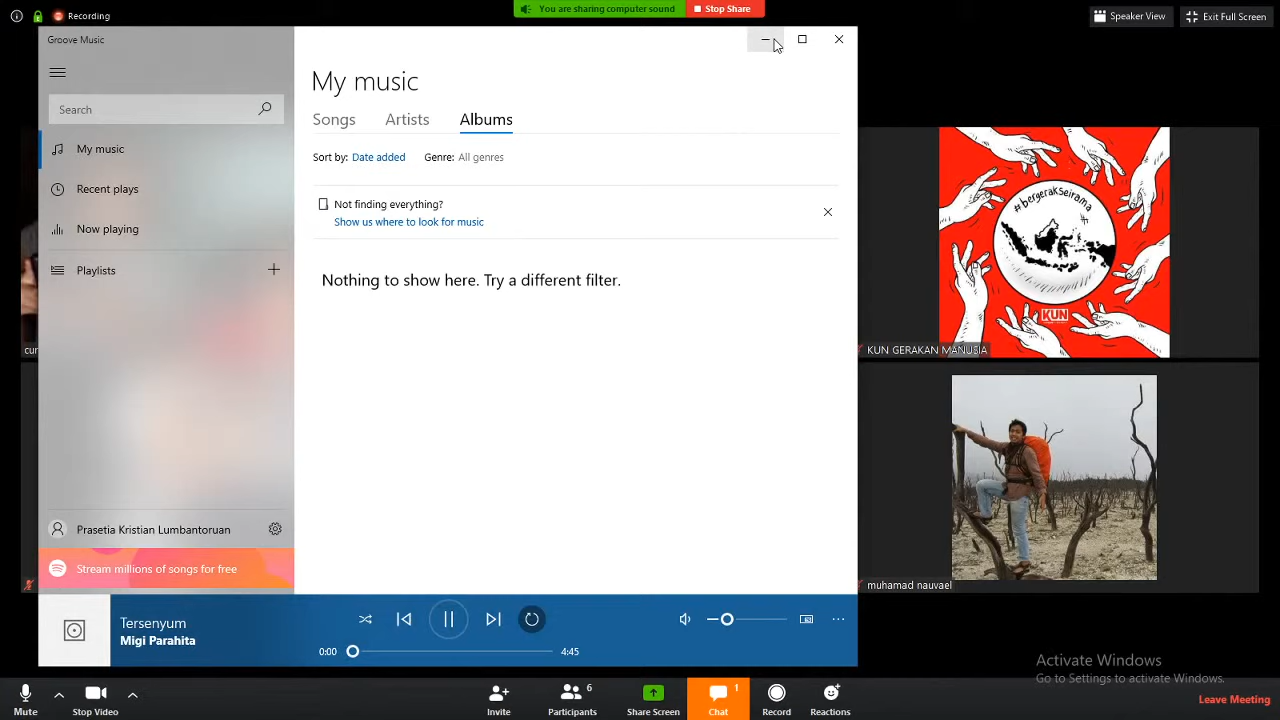 Recording
You are sharing computer sound
Stop Share
Speaker View
Exit Full Screen
Groove Music
Search
My music
Recent plays
Now playing
Playlists
Prasetia Kristian Lumbantoruan
Stream millions of songs for free
My music
Songs Artists Albums
Sort by: Date added Genre: All genres
Not finding everything?
Show us where to look for music
Nothing to show here. Try a different filter.
Tersenyum
Migi Parahita
0:00
4:45
cur
#bergerakseirama
KUN
KUN GERAKAN MANUSIA
muhamad nauvael
Activate Windows
Go to Settings to activate Windows.
Mute
Stop Video
Invite
6
Participants
Share Screen
1
Chat
Record
Reactions
Leave Meeting